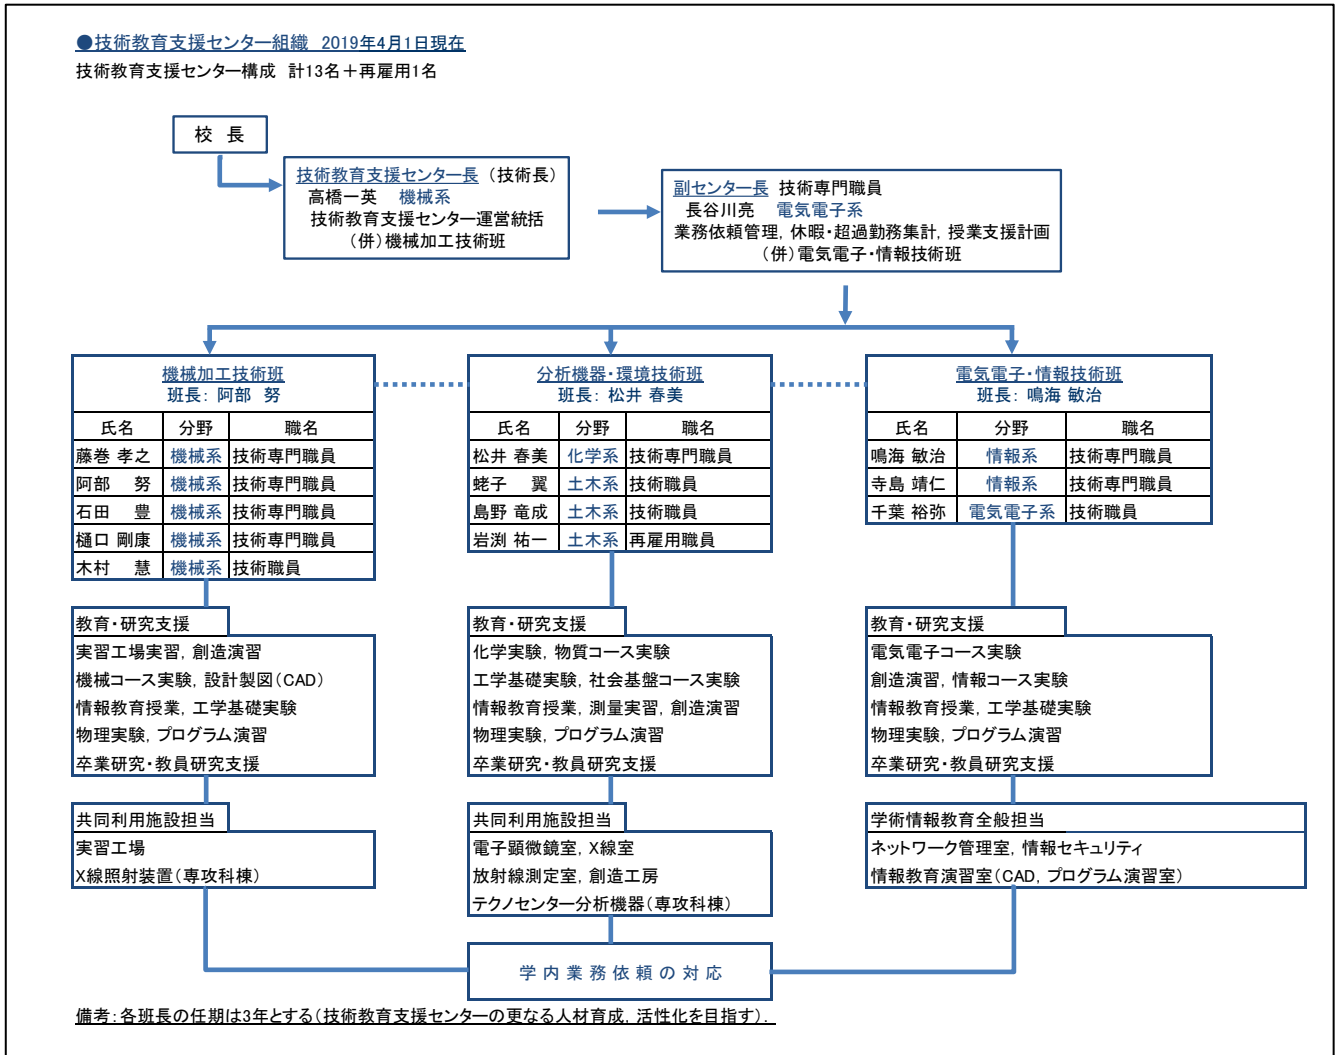 ●技術教育支援センター組織 2019年4月1日現在
技術教育支援センター構成 計13名＋再雇用1名
校 長
技術教育支援センター長 （技術長）
高橋一英 機械系
技術教育支援センター運営統括
（併）機械加工技術班
副センター長 技術専門職員
長谷川亮 電気電子系
業務依頼管理，休暇・超過勤務集計，授業支援計画
（併）電気電子・情報技術班
機械加工技術班
班長： 阿部 努
氏名 分野 職名
藤巻 孝之 機械系 技術専門職員
阿部 努 機械系 技術専門職員
石田 豊 機械系 技術専門職員
樋口 剛康 機械系 技術専門職員
木村 慧 機械系 技術職員
教育・研究支援
実習工場実習，創造演習
機械コース実験，設計製図（CAD）
情報教育授業，工学基礎実験
物理実験，プログラム演習
卒業研究・教員研究支援
共同利用施設担当
実習工場
X線照射装置（専攻科棟）
分析機器・環境技術班
班長： 松井 春美
氏名 分野 職名
松井 春美 化学系 技術専門職員
蛯子 翼 土木系 技術職員
島野 竜成 土木系 技術職員
岩渕 祐一 土木系 再雇用職員
教育・研究支援
化学実験，物質コース実験
工学基礎実験，社会基盤コース実験
情報教育授業，測量実習，創造演習
物理実験，プログラム演習
卒業研究・教員研究支援
共同利用施設担当
電子顕微鏡室，X線室
放射線測定室，創造工房
テクノセンター分析機器（専攻科棟）
電気電子・情報技術班
班長： 鳴海 敏治
氏名 分野 職名
鳴海 敏治 情報系 技術専門職員
寺島 靖仁 情報系 技術専門職員
千葉 裕弥 電気電子系 技術職員
教育・研究支援
電気電子コース実験
創造演習，情報コース実験
情報教育授業，工学基礎実験
物理実験，プログラム演習
卒業研究・教員研究支援
学術情報教育全般担当
ネットワーク管理室，情報セキュリティ
情報教育演習室（CAD，プログラム演習室）
学 内 業 務 依 頼 の 対 応
備考：各班長の任期は3年とする（技術教育支援センターの更なる人材育成，活性化を目指す）．